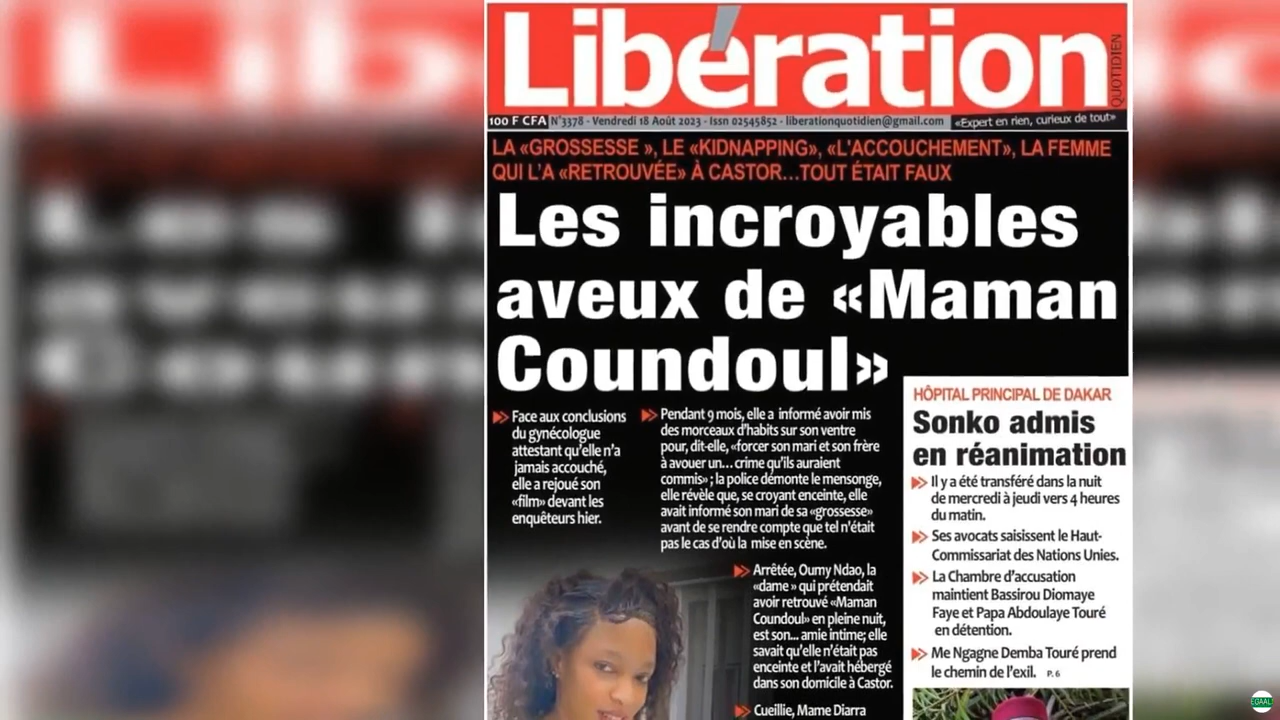 Libération
QUOTIDIEN
100 F CFA N°3378 - Vendredi 18 Août 2023 - Issn 02545852 - liberationquotidien@gmail.com «Expert en rien, curieux de tout»
LA «GROSSESSE », LE «KIDNAPPING», «L'ACCOUCHEMENT», LA FEMME
QUI L'A «RETROUVÉE» À CASTOR...TOUT ÉTAIT FAUX
Les incroyables
aveux de «Maman
Coundoul»
Face aux conclusions
du gynécologue
attestant qu'elle n'a
jamais accouché,
elle a rejoué son
«film» devant les
enquêteurs hier.
Pendant 9 mois, elle a informé avoir mis
des morceaux d'habits sur son ventre
pour, dit-elle, «forcer son mari et son frère
à avouer un... crime qu'ils auraient
commis» ; la police démonte le mensonge,
elle révèle que, se croyant enceinte, elle
avait informé son mari de sa «grossesse»
avant de se rendre compte que tel n'était
pas le cas d'où la mise en scène.
Arrêtée, Oumy Ndao, la
«dame » qui prétendait
avoir retrouvé «Maman
Coundoul» en pleine nuit,
est son... amie intime; elle
savait qu'elle n'était pas
enceinte et l'avait hébergé
dans son domicile à Castor.
Cueillie, Mame Diarra
HÔPITAL PRINCIPAL DE DAKAR
Sonko admis
en réanimation
Il y a été transféré dans la nuit
de mercredi à jeudi vers 4 heures
du matin.
Ses avocats saisissent le Haut-
Commissariat des Nations Unies.
La Chambre d'accusation
maintient Bassirou Diomaye
Faye et Papa Abdoulaye Touré
en détention.
Me Ngagne Demba Touré prend
le chemin de l'exil. P. 6
EGAALI